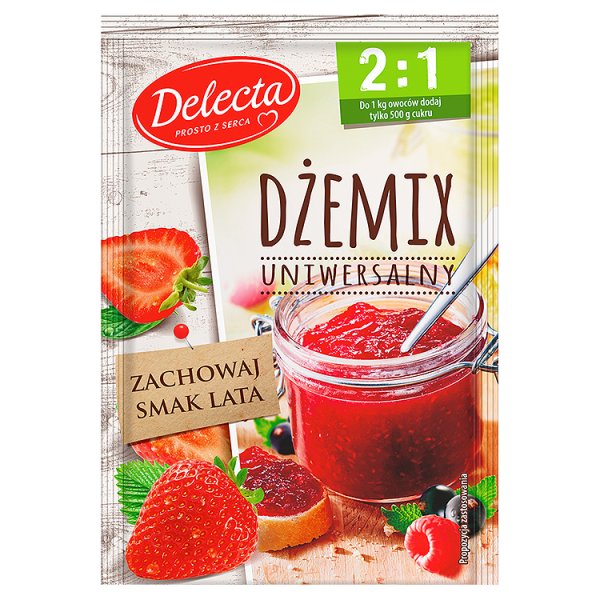 Delecta
PROSTO Z SERCA
2:1
Do 1 kg owoców dodaj
tylko 500 g cukru
DŻEMIX
UNIWERSALNY
ZACHOWAJ
SMAK LATA
Propozycja zastosowania